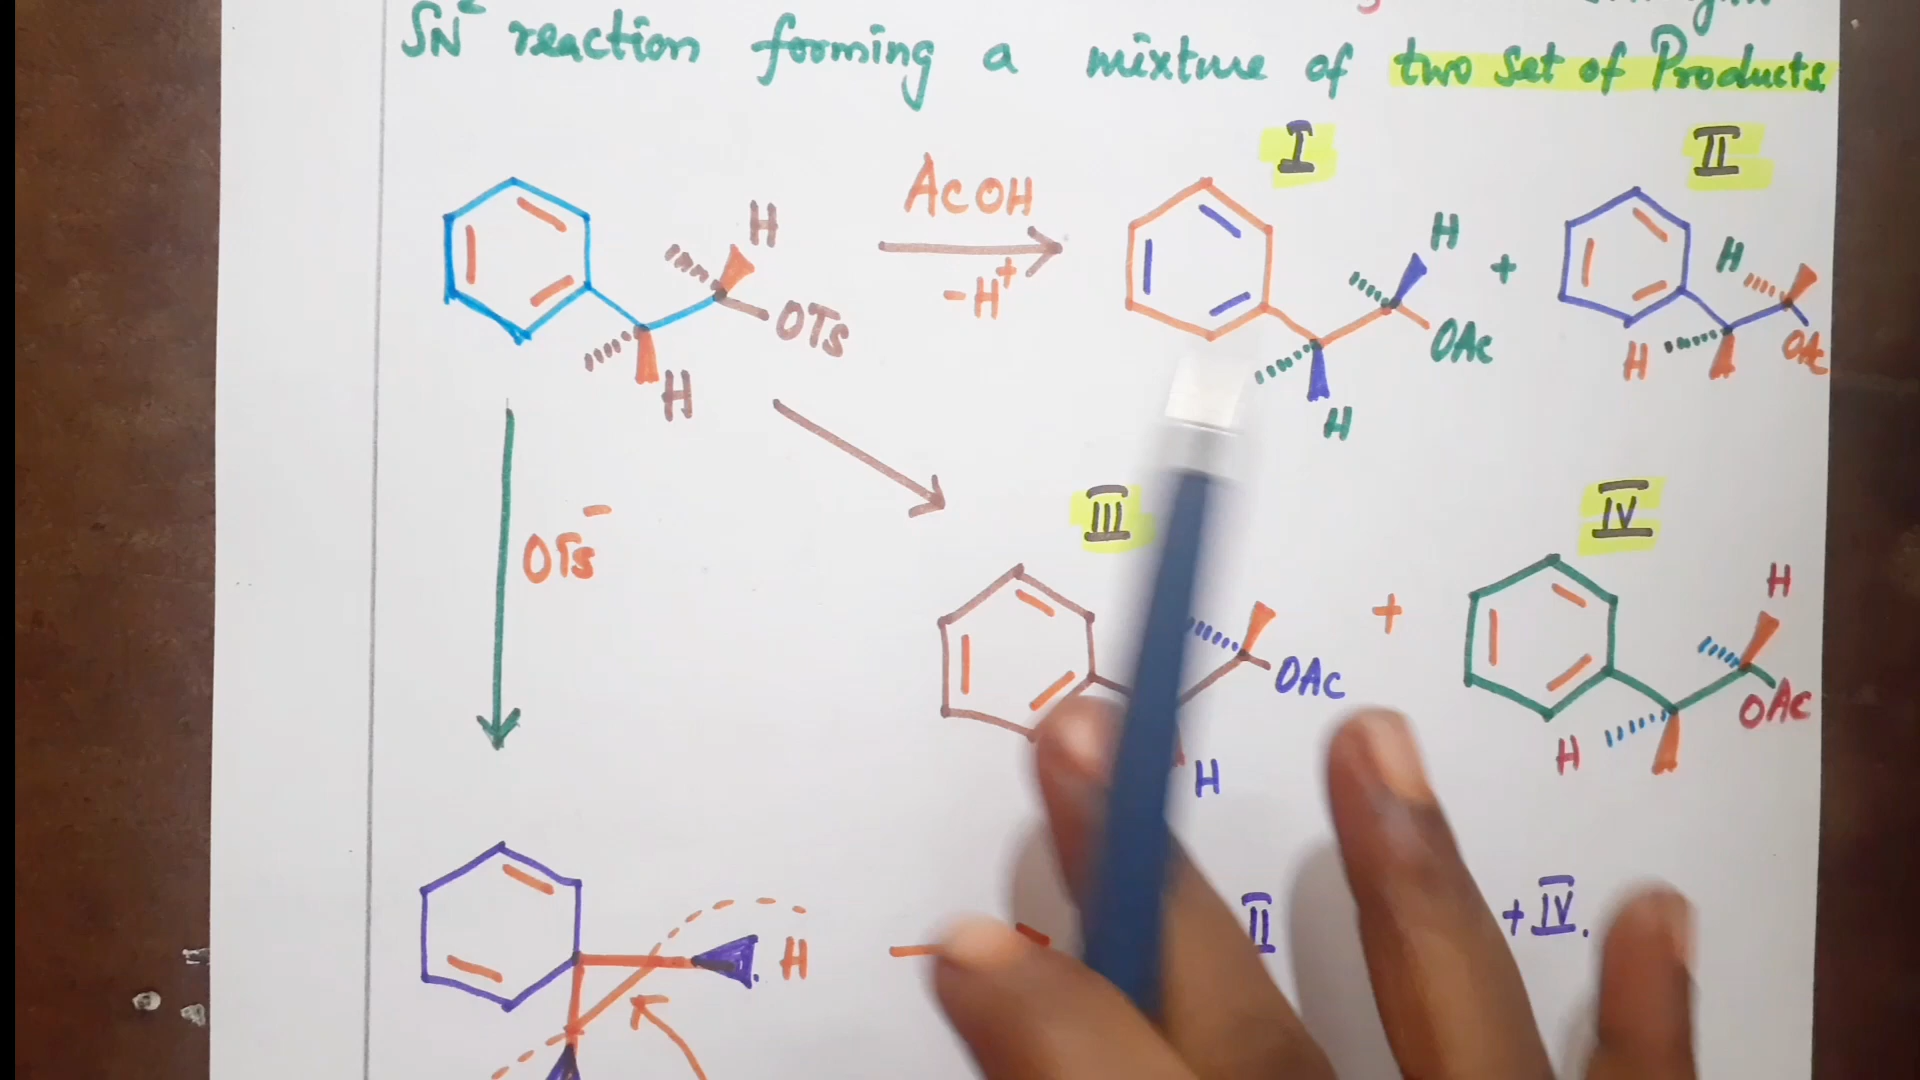 SN² reaction forming a mixture of two set of Products.
I
II
H
OTs
H
AcOH
-H⁺
H
OAc
H
+
H
H
OAc
OTs⁻
III
IV
OAc
H
+
H
H
OAc
H
II
+ IV.